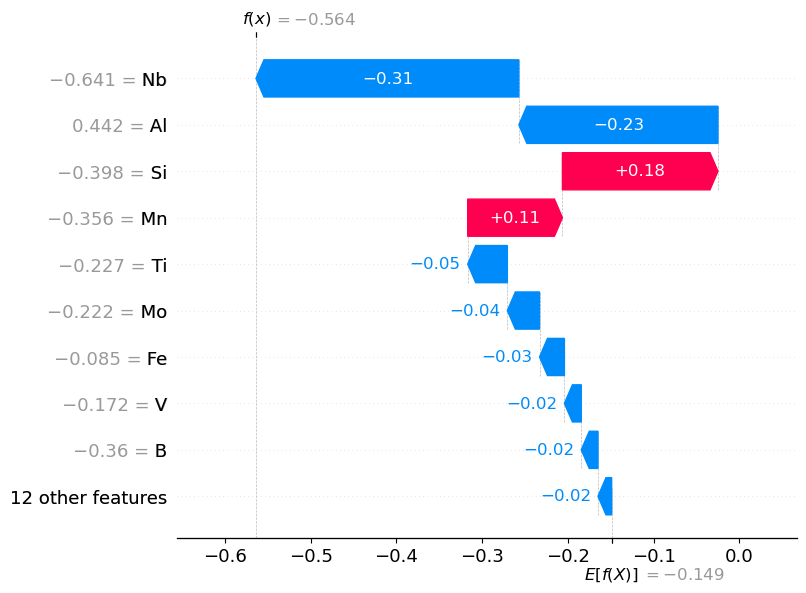 f(x) = −0.564
−0.641 = Nb
−0.31
0.442 = Al
−0.23
−0.398 = Si
+0.18
−0.356 = Mn
+0.11
−0.227 = Ti
−0.05
−0.222 = Mo
−0.04
−0.085 = Fe
−0.03
−0.172 = V
−0.02
−0.36 = B
−0.02
12 other features
−0.02
−0.6 −0.5 −0.4 −0.3 −0.2 −0.1 0.0
E[f(X)] = −0.149